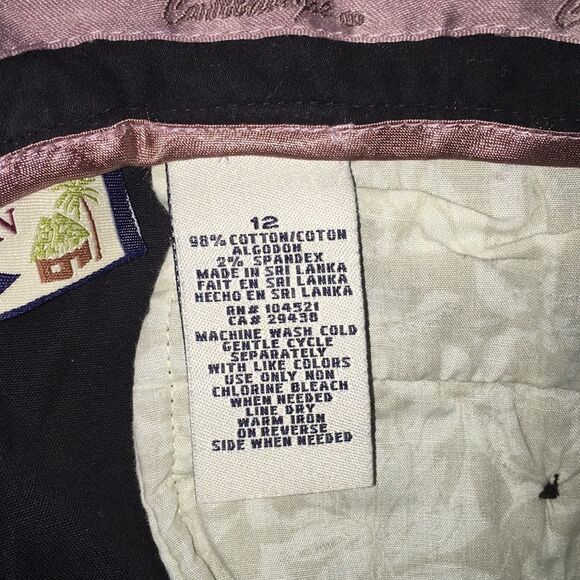 12
98% COTTON/COTON
ALGODON
2% SPANDEX
MADE IN SRI LANKA
FAIT EN SRI LANKA
HECHO EN SRI LANKA
RN# 104521
CA# 29438
MACHINE WASH COLD
GENTLE CYCLE
SEPARATELY
WITH LIKE COLORS
USE ONLY NON
CHLORINE BLEACH
WHEN NEEDED
LINE DRY
WARM IRON
ON REVERSE
SIDE WHEN NEEDED